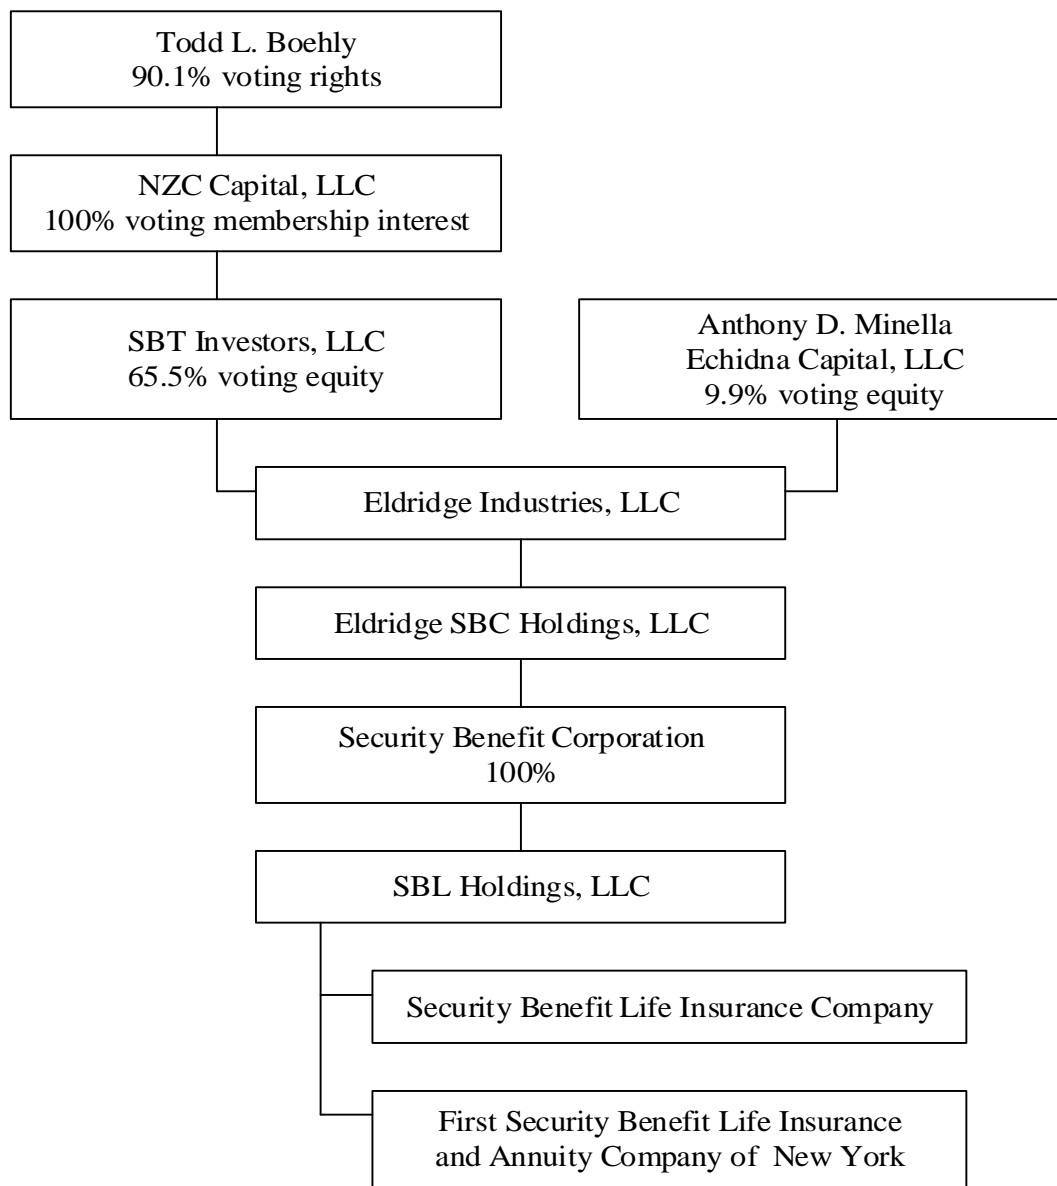 Todd L. Boehly
90.1% voting rights
NZC Capital, LLC
100% voting membership interest
SBT Investors, LLC
65.5% voting equity
Anthony D. Minella
Echidna Capital, LLC
9.9% voting equity
Eldridge Industries, LLC
Eldridge SBC Holdings, LLC
Security Benefit Corporation
100%
SBL Holdings, LLC
Security Benefit Life Insurance Company
First Security Benefit Life Insurance
and Annuity Company of New York